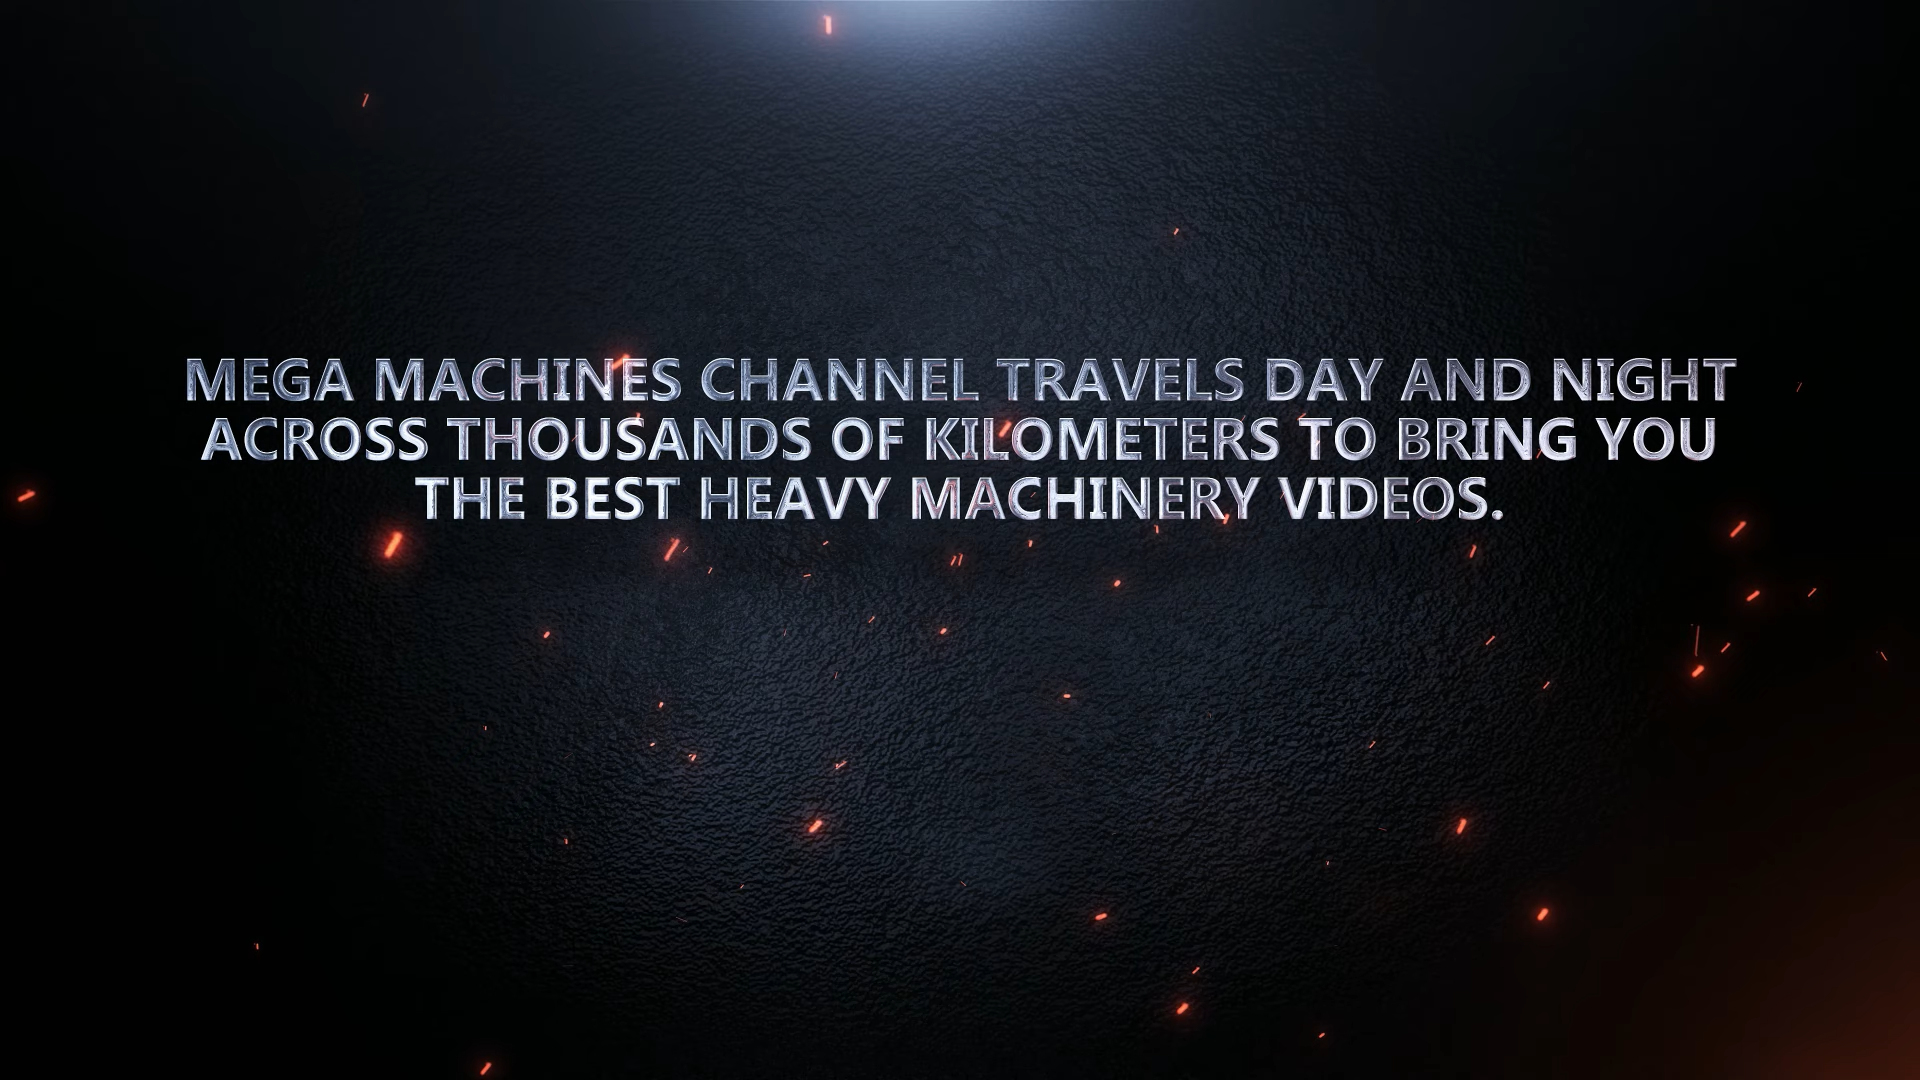 MEGA MACHINES CHANNEL TRAVELS DAY AND NIGHT
ACROSS THOUSANDS OF KILOMETERS TO BRING YOU
THE BEST HEAVY MACHINERY VIDEOS.